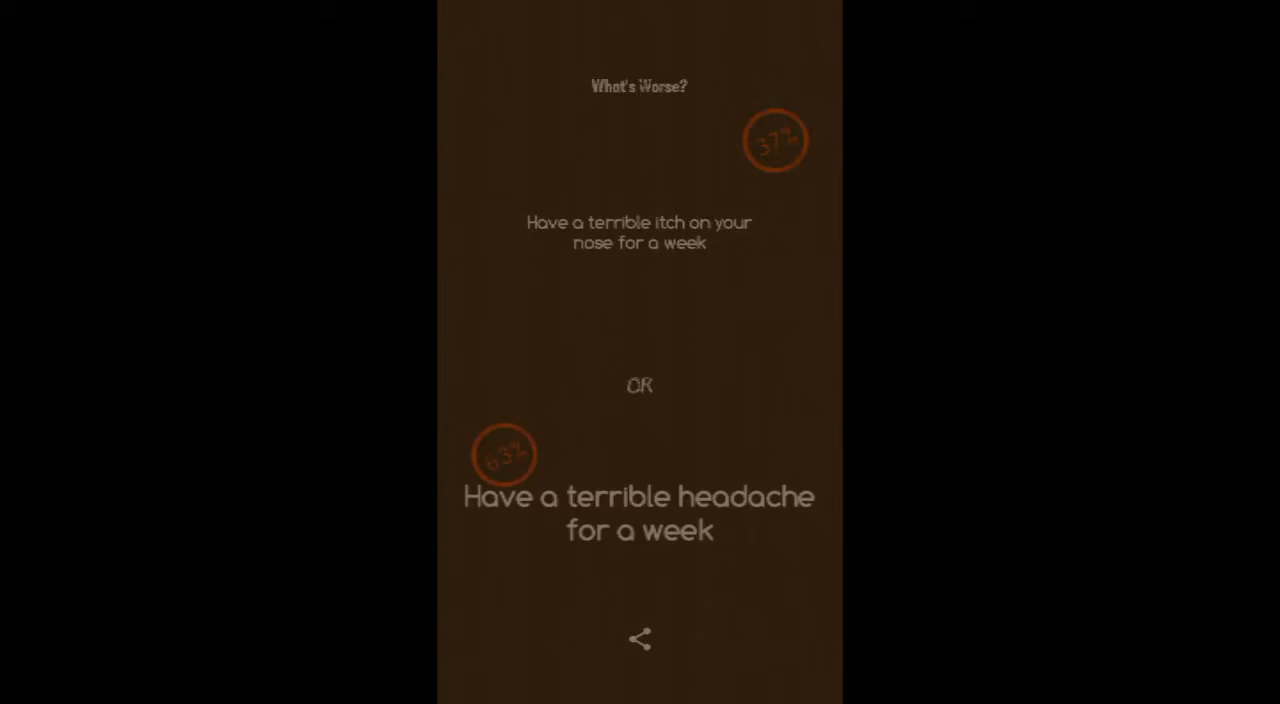 What's Worse?
37%
Have a terrible itch on your
nose for a week
OR
63%
Have a terrible headache
for a week